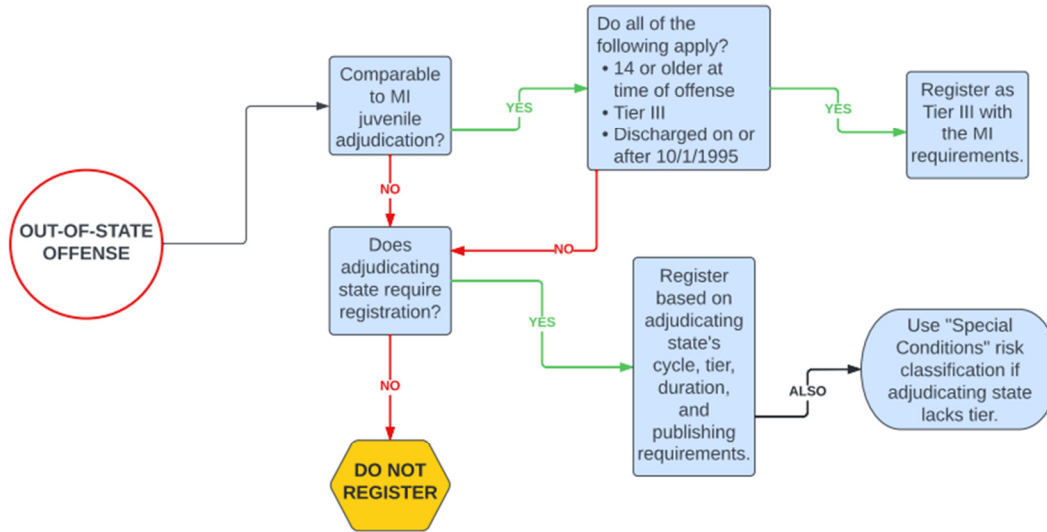 OUT-OF-STATE
OFFENSE
Comparable
to MI
juvenile
adjudication?
YES
Do all of the
following apply?
• 14 or older at
time of offense
• Tier III
• Discharged on or
after 10/1/1995
YES
Register as
Tier III with
the MI
requirements.
NO
NO
Does
adjudicating
state require
registration?
YES
Register
based on
adjudicating
state's
cycle, tier,
duration,
and
publishing
requirements.
ALSO
Use "Special
Conditions" risk
classification if
adjudicating state
lacks tier.
NO
DO NOT
REGISTER